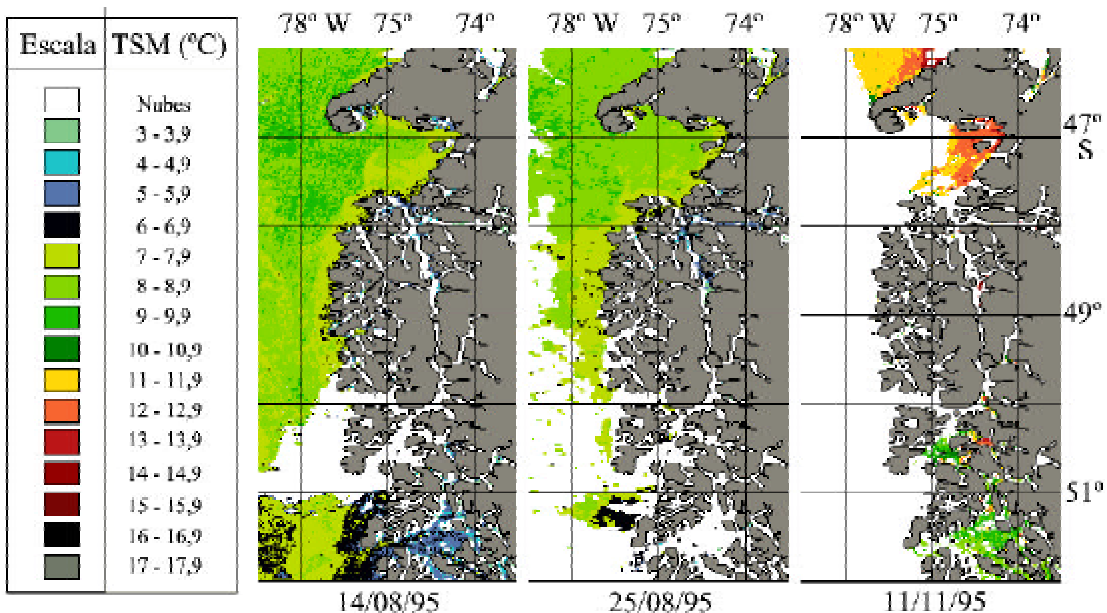 Escala TSM (ºC)
Nubes
3 - 3,9
4 - 4,9
5 - 5,9
6 - 6,9
7 - 7,9
8 - 8,9
9 - 9,9
10 - 10,9
11 - 11,9
12 - 12,9
13 - 13,9
14 - 14,9
15 - 15,9
16 - 16,9
17 - 17,9
78º W 75º 74º
78º W 75º 74º
78º W 75º 74º
47º
S
49º
51º
14/08/95
25/08/95
11/11/95